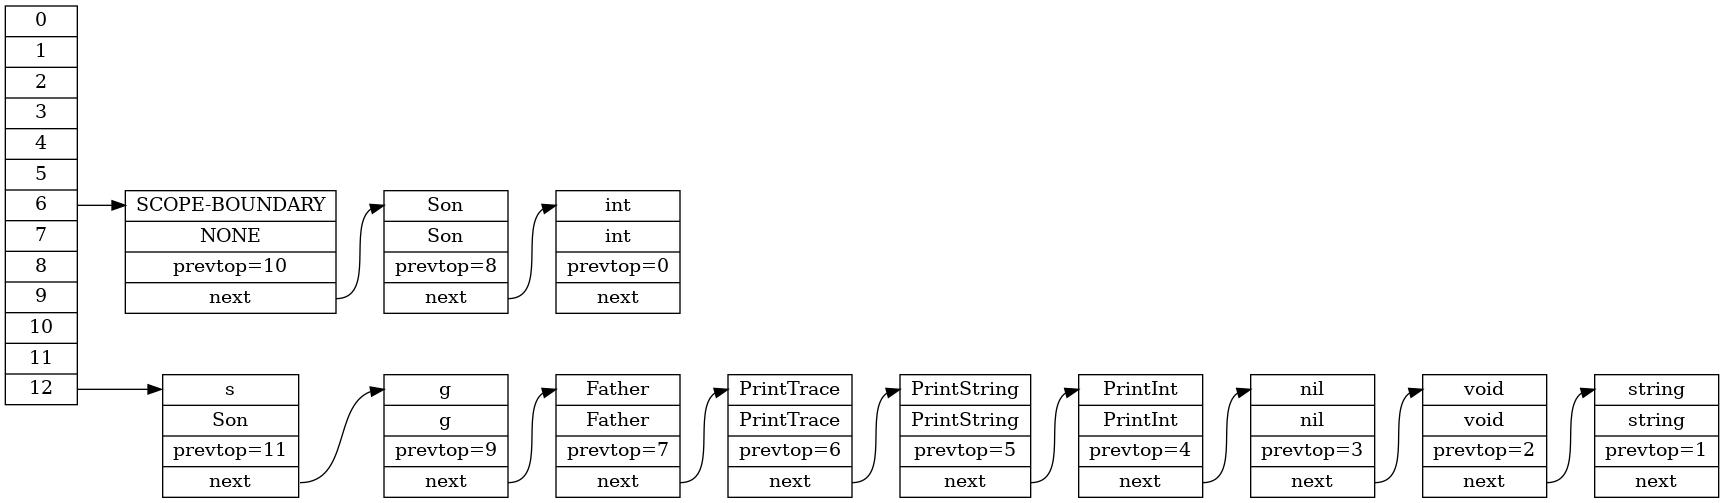 0
1
2
3
4
5
6
7
8
9
10
11
12
SCOPE-BOUNDARY
NONE
prevtop=10
next
Son
Son
prevtop=8
next
int
int
prevtop=0
next
s
Son
prevtop=11
next
g
g
prevtop=9
next
Father
Father
prevtop=7
next
PrintTrace
PrintTrace
prevtop=6
next
PrintString
PrintString
prevtop=5
next
PrintInt
PrintInt
prevtop=4
next
nil
nil
prevtop=3
next
void
void
prevtop=2
next
string
string
prevtop=1
next